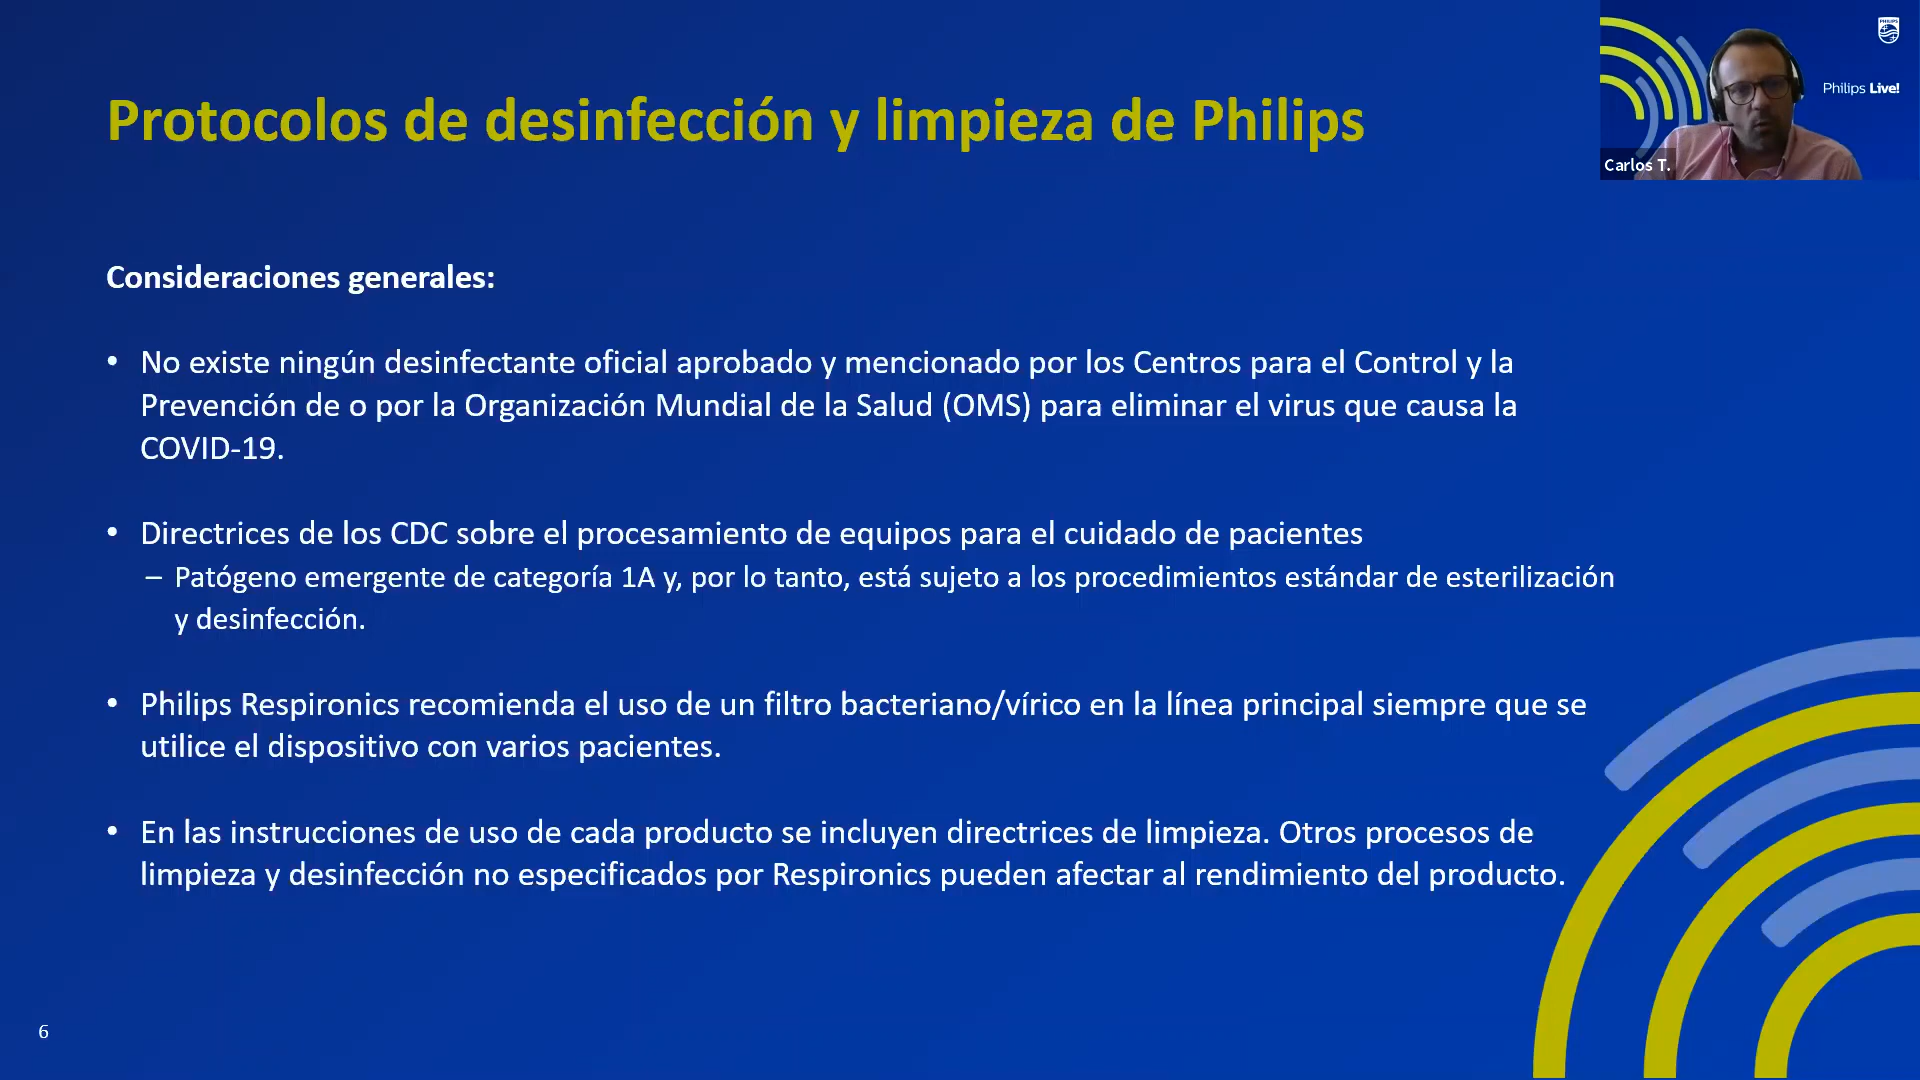 Protocolos de desinfección y limpieza de Philips
PHILIPS
Philips Live!
Carlos T.
Consideraciones generales:
• No existe ningún desinfectante oficial aprobado y mencionado por los Centros para el Control y la
Prevención de o por la Organización Mundial de la Salud (OMS) para eliminar el virus que causa la
COVID-19.
• Directrices de los CDC sobre el procesamiento de equipos para el cuidado de pacientes
– Patógeno emergente de categoría 1A y, por lo tanto, está sujeto a los procedimientos estándar de esterilización
y desinfección.
• Philips Respironics recomienda el uso de un filtro bacteriano/vírico en la línea principal siempre que se
utilice el dispositivo con varios pacientes.
• En las instrucciones de uso de cada producto se incluyen directrices de limpieza. Otros procesos de
limpieza y desinfección no especificados por Respironics pueden afectar al rendimiento del producto.
6